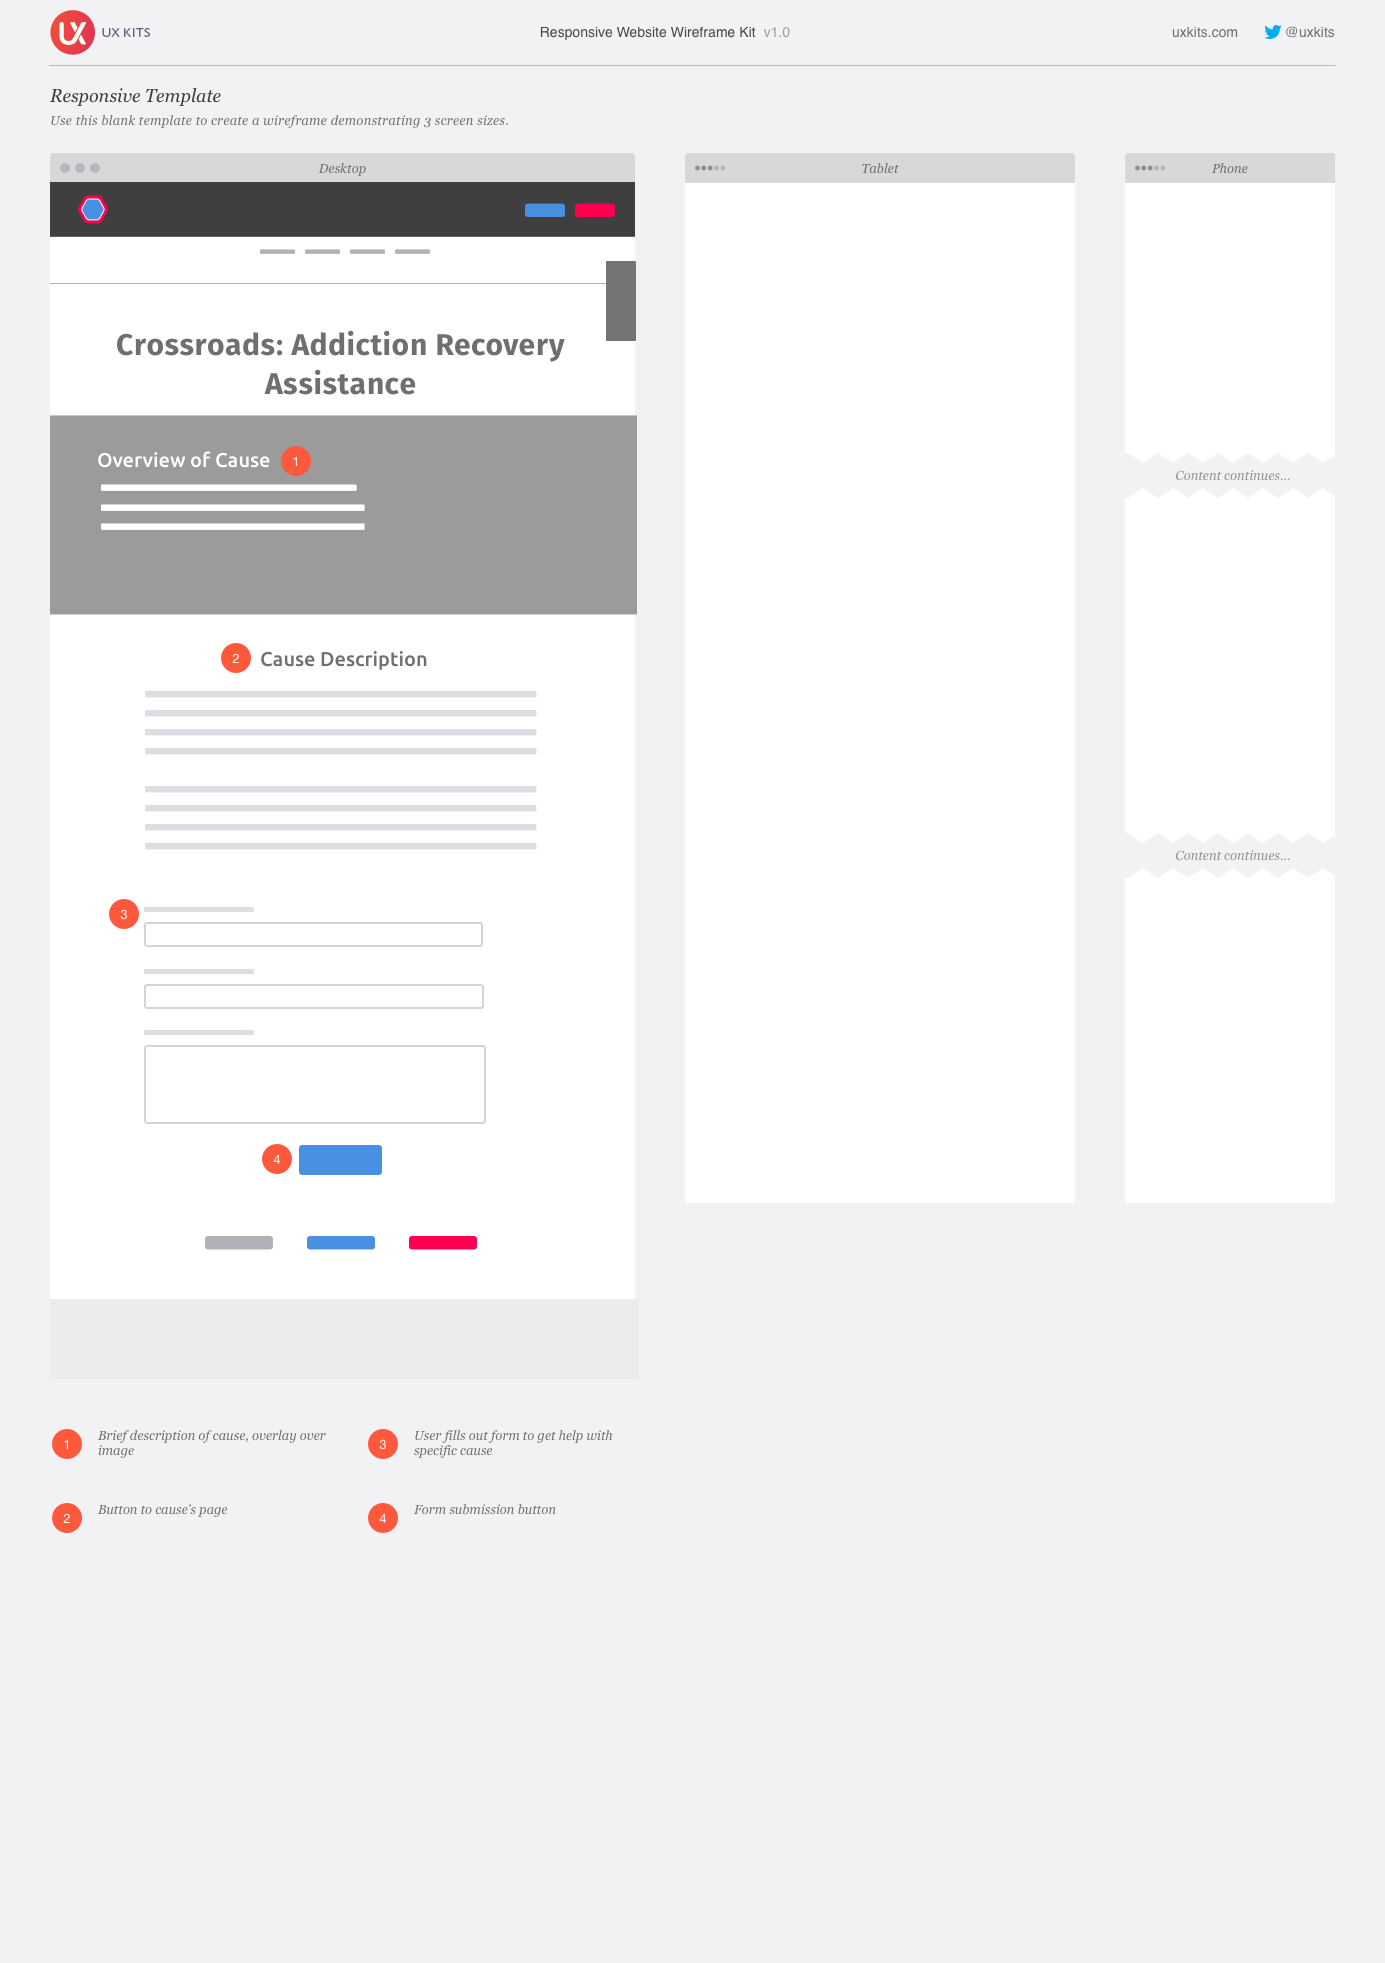 UX UX KITS
Responsive Website Wireframe Kit v1.0
uxkits.com
@uxkits
Responsive Template
Use this blank template to create a wireframe demonstrating 3 screen sizes.
Desktop
Tablet
Phone
Crossroads: Addiction Recovery
Assistance
Overview of Cause 1
2 Cause Description
3
4
Content continues...
Content continues...
1 Brief description of cause, overlay over
image
2 Button to cause's page
3 User fills out form to get help with
specific cause
4 Form submission button